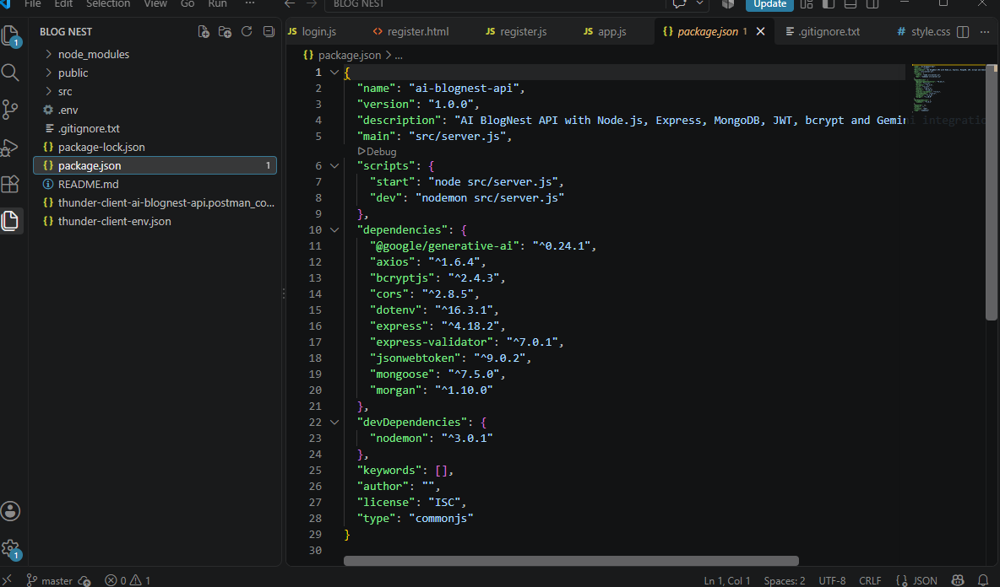 File Edit Selection View Go Run ··· BLOG NEST Update
1
BLOG NEST
node_modules
public
src
.env
.gitignore.txt
package-lock.json
package.json 1
README.md
thunder-client-ai-blognest-api.postman_co...
thunder-client-env.json
JS login.js <> register.html JS register.js JS app.js {} package.json 1 .gitignore.txt # style.css ···
{} package.json > ...
1 {
2 "name": "ai-blognest-api",
3 "version": "1.0.0",
4 "description": "AI BlogNest API with Node.js, Express, MongoDB, JWT, bcrypt and Gemini integratio
5 "main": "src/server.js",
Debug
6 "scripts": {
7 "start": "node src/server.js",
8 "dev": "nodemon src/server.js"
9 },
10 "dependencies": {
11 "@google/generative-ai": "^0.24.1",
12 "axios": "^1.6.4",
13 "bcryptjs": "^2.4.3",
14 "cors": "^2.8.5",
15 "dotenv": "^16.3.1",
16 "express": "^4.18.2",
17 "express-validator": "^7.0.1",
18 "jsonwebtoken": "^9.0.2",
19 "mongoose": "^7.5.0",
20 "morgan": "^1.10.0"
21 },
22 "devDependencies": {
23 "nodemon": "^3.0.1"
24 },
25 "keywords": [],
26 "author": "",
27 "license": "ISC",
28 "type": "commonjs"
29 }
30
1
master 0 1 Ln 1, Col 1 Spaces: 2 UTF-8 CRLF {} JSON